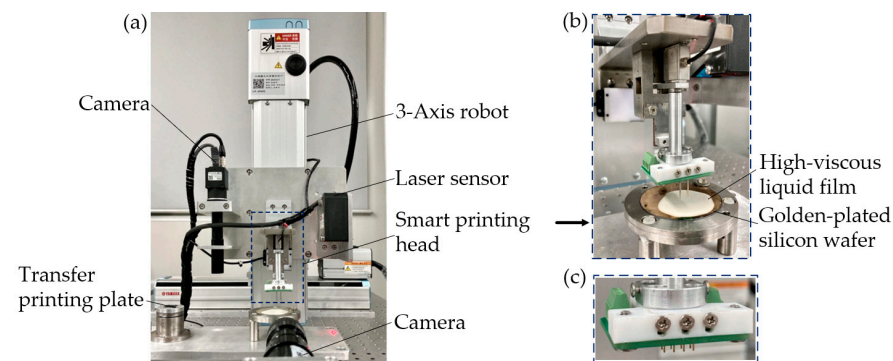 (a)
Camera
3-Axis robot
Laser sensor
Smart printing
head
Transfer
printing plate
Camera
YAMAHA
(b)
High-viscous
liquid film
Golden-plated
silicon wafer
(c)